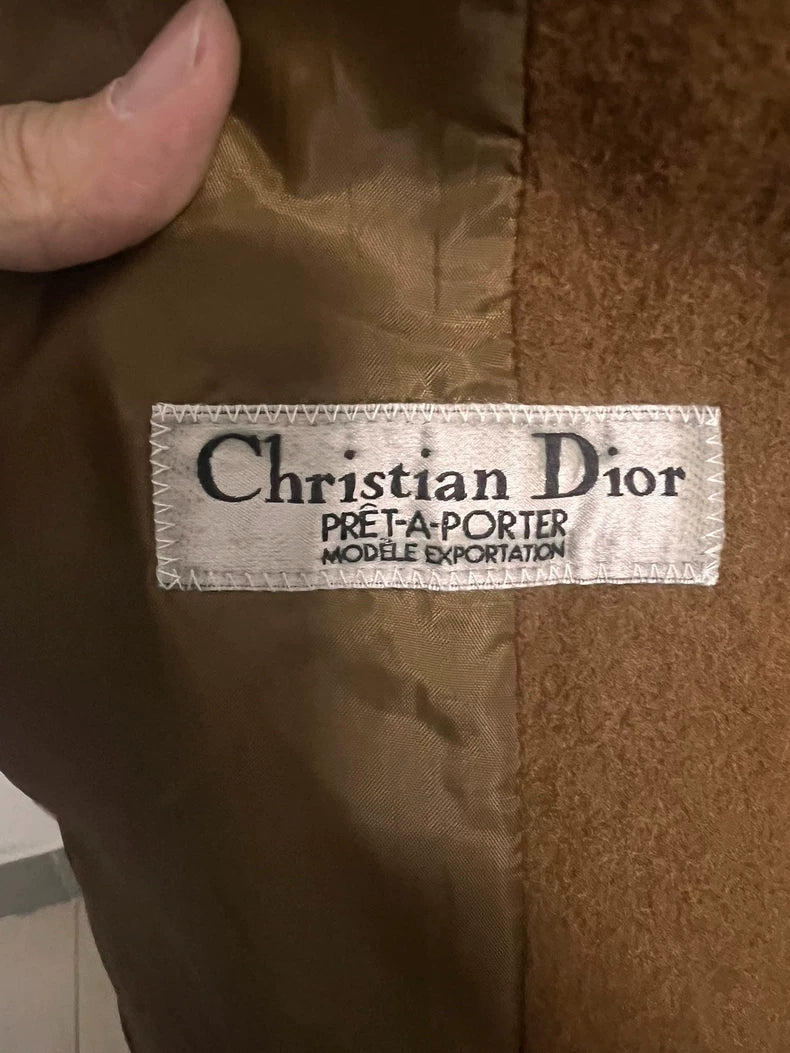 Christian Dior
PRÊT-A-PORTER
MODÈLE EXPORTATION